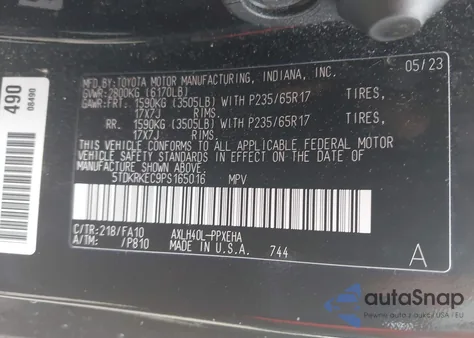 MFD.BY:TOYOTA MOTOR MANUFACTURING, INDIANA, INC. 05/23
GVWR: 2800KG (6170LB)
GAWR:FRT. 1590KG (3505LB) WITH P235/65R17 TIRES,
17X7J RIMS.
RR. 1590KG (3505LB) WITH P235/65R17 TIRES,
17X7J RIMS.
THIS VEHICLE CONFORMS TO ALL APPLICABLE FEDERAL MOTOR
VEHICLE SAFETY STANDARDS IN EFFECT ON THE DATE OF
MANUFACTURE SHOWN ABOVE.
5TDKRKEC9PS165016 MPV
C/TR:218/FA10 AXLH40L-PPXEHA
A/TM: /P810 MADE IN U.S.A. 744 A
490
08490
autoSnap